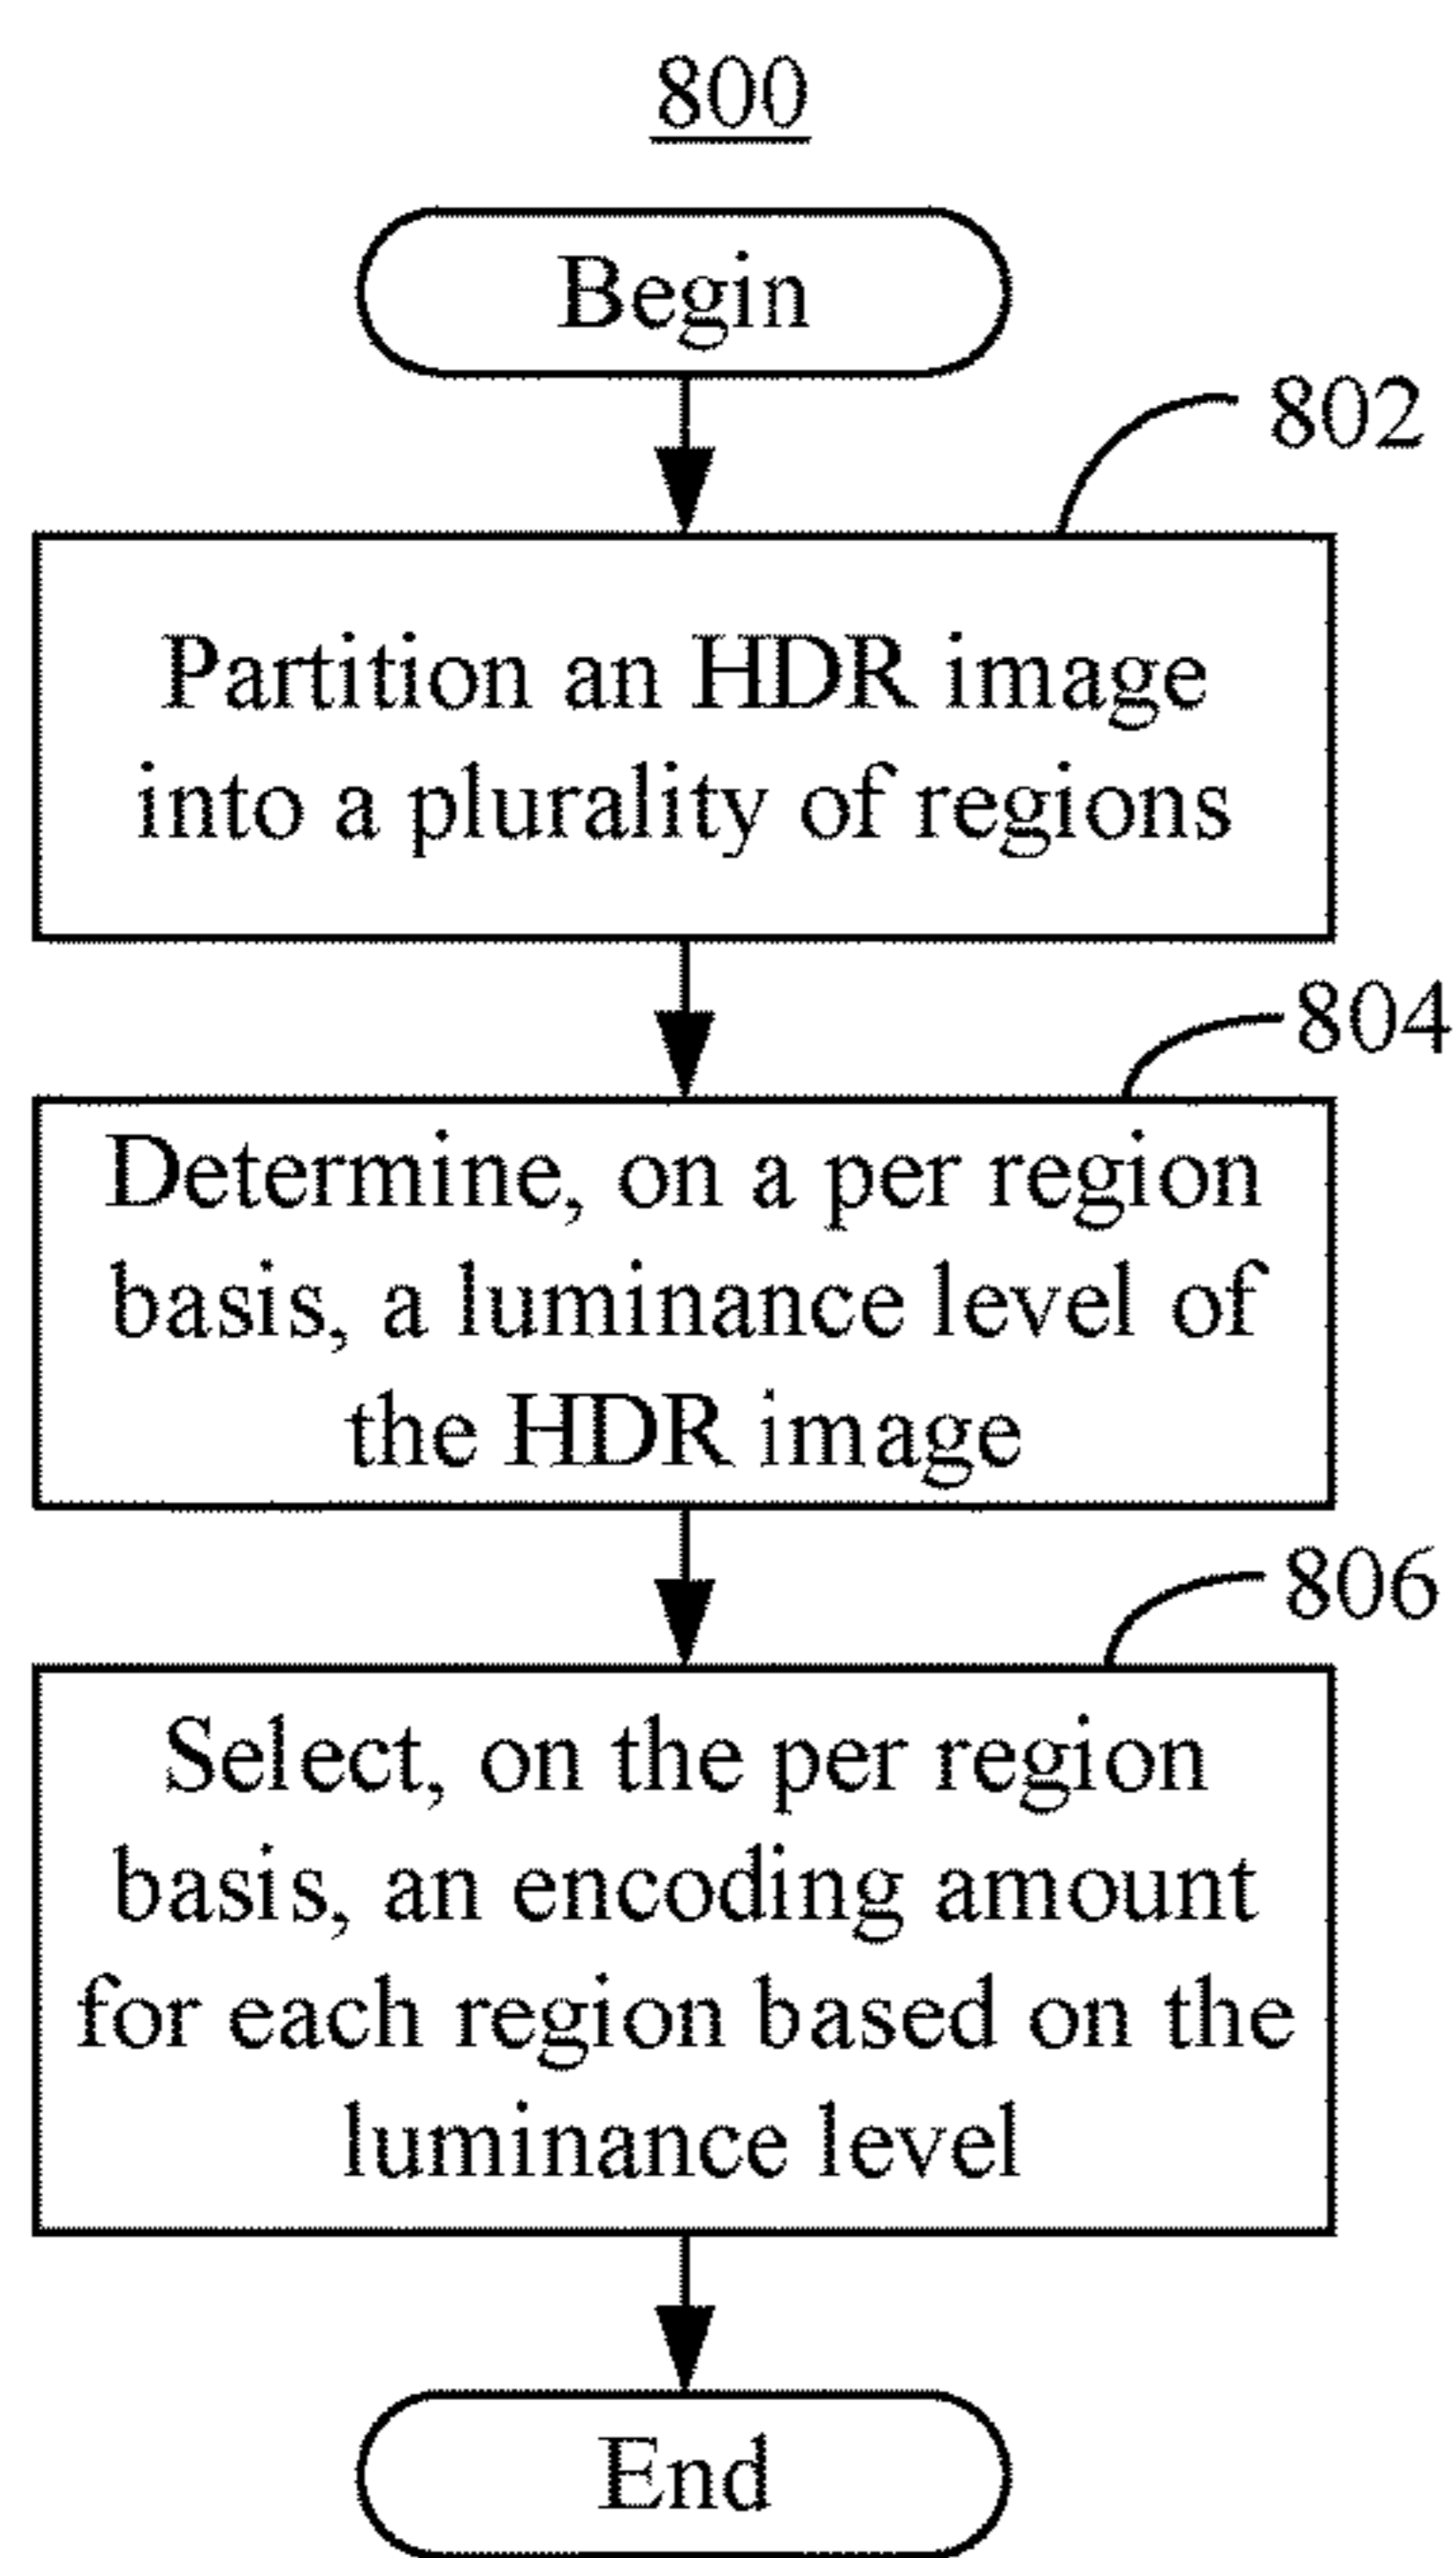 800
Begin
802
Partition an HDR image
into a plurality of regions
804
Determine, on a per region
basis, a luminance level of
the HDR image
806
Select, on the per region
basis, an encoding amount
for each region based on the
luminance level
End